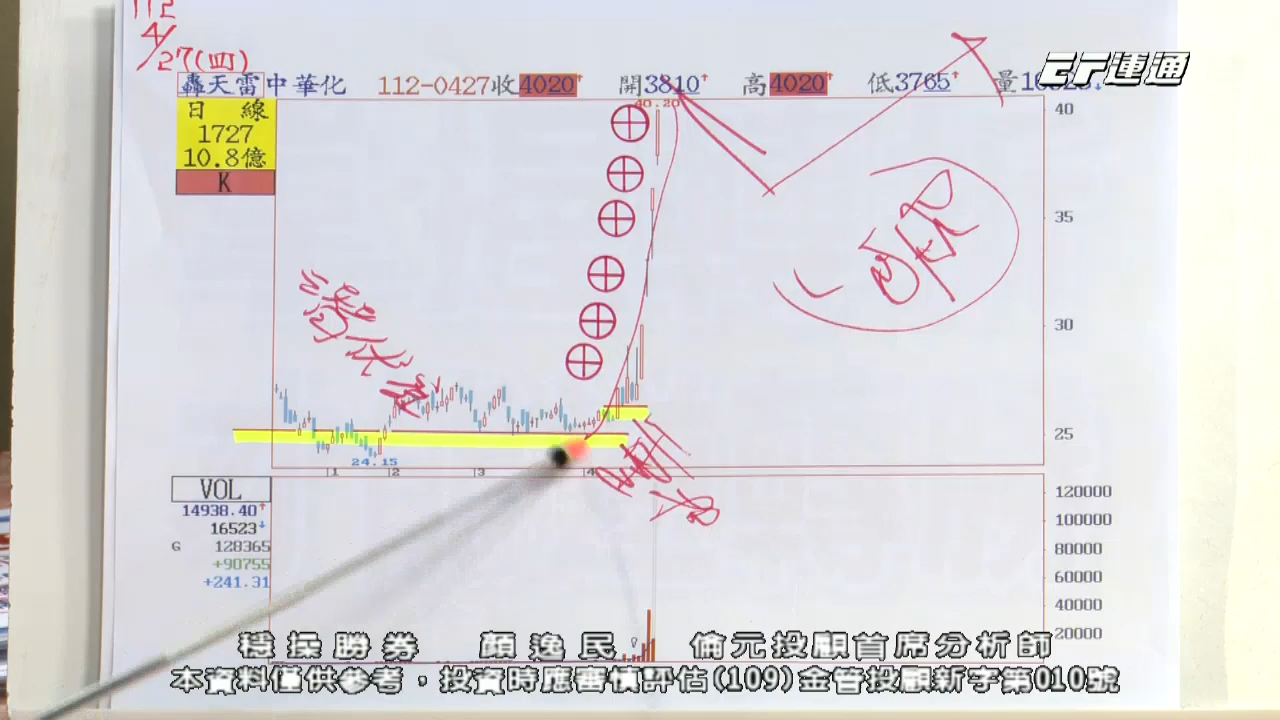 112
4/27(四)
轟天雷中華化 112-0427收4020↑ 開3810↑ 高4020↑ 低3765↑ 量
運通
日線
1727
10.8億
K
40.20
40
35
30
25
潛伏
24.15
1 2 3 4
VOL
14938.40↑
16523↓
G 128365
+90755
+241.31
120000
100000
80000
60000
40000
20000
穩操勝券 顏逸民 倫元投顧首席分析師
本資料僅供參考，投資時應審慎評估(109)金管投顧新字第010號